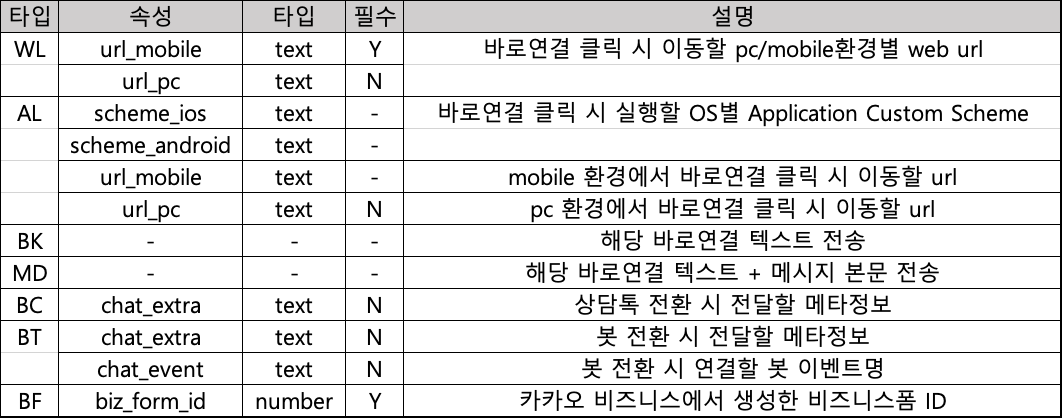 타입 속성 타입 필수 설명
WL url_mobile text Y 바로연결 클릭 시 이동할 pc/mobile환경별 web url
url_pc text N
AL scheme_ios text - 바로연결 클릭 시 실행할 OS별 Application Custom Scheme
scheme_android text -
url_mobile text - mobile 환경에서 바로연결 클릭 시 이동할 url
url_pc text N pc 환경에서 바로연결 클릭 시 이동할 url
BK - - - 해당 바로연결 텍스트 전송
MD - - - 해당 바로연결 텍스트 + 메시지 본문 전송
BC chat_extra text N 상담톡 전환 시 전달할 메타정보
BT chat_extra text N 봇 전환 시 전달할 메타정보
chat_event text N 봇 전환 시 연결할 봇 이벤트명
BF biz_form_id number Y 카카오 비즈니스에서 생성한 비즈니스폼 ID